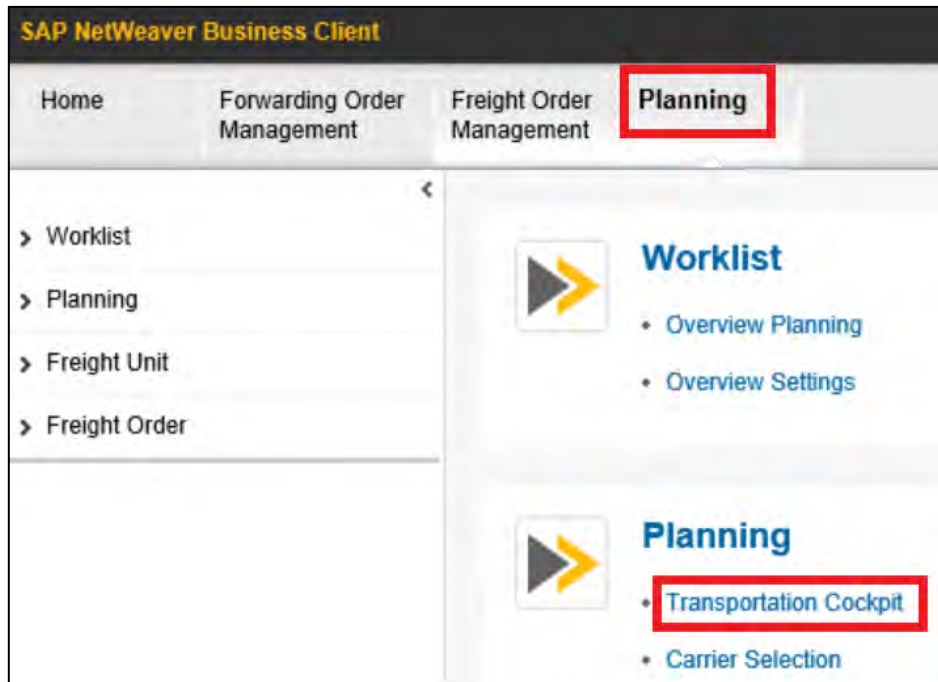 SAP NetWeaver Business Client
Home
Forwarding Order
Management
Freight Order
Management
Planning
Worklist
Planning
Freight Unit
Freight Order
Worklist
• Overview Planning
• Overview Settings
Planning
• Transportation Cockpit
• Carrier Selection